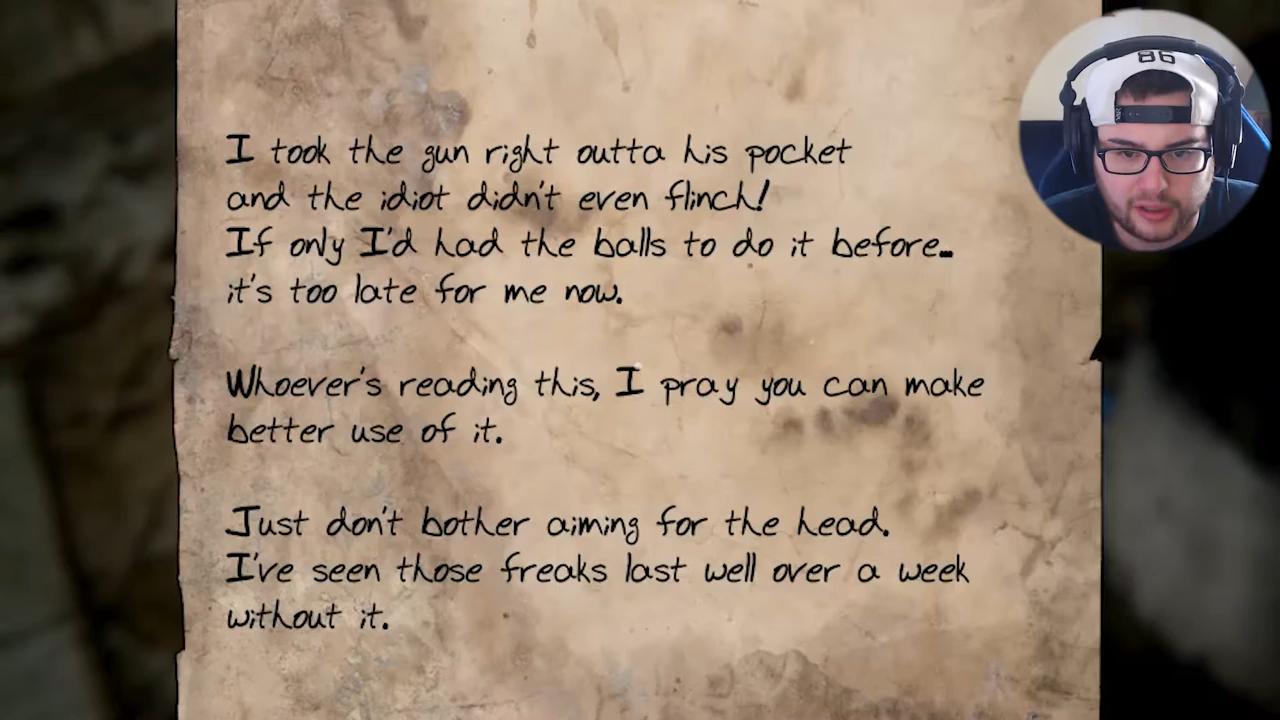 86
I took the gun right outta his pocket
and the idiot didn't even flinch!
If only I'd had the balls to do it before...
it's too late for me now.
Whoever's reading this, I pray you can make
better use of it.
Just don't bother aiming for the head.
I've seen those freaks last well over a week
without it.